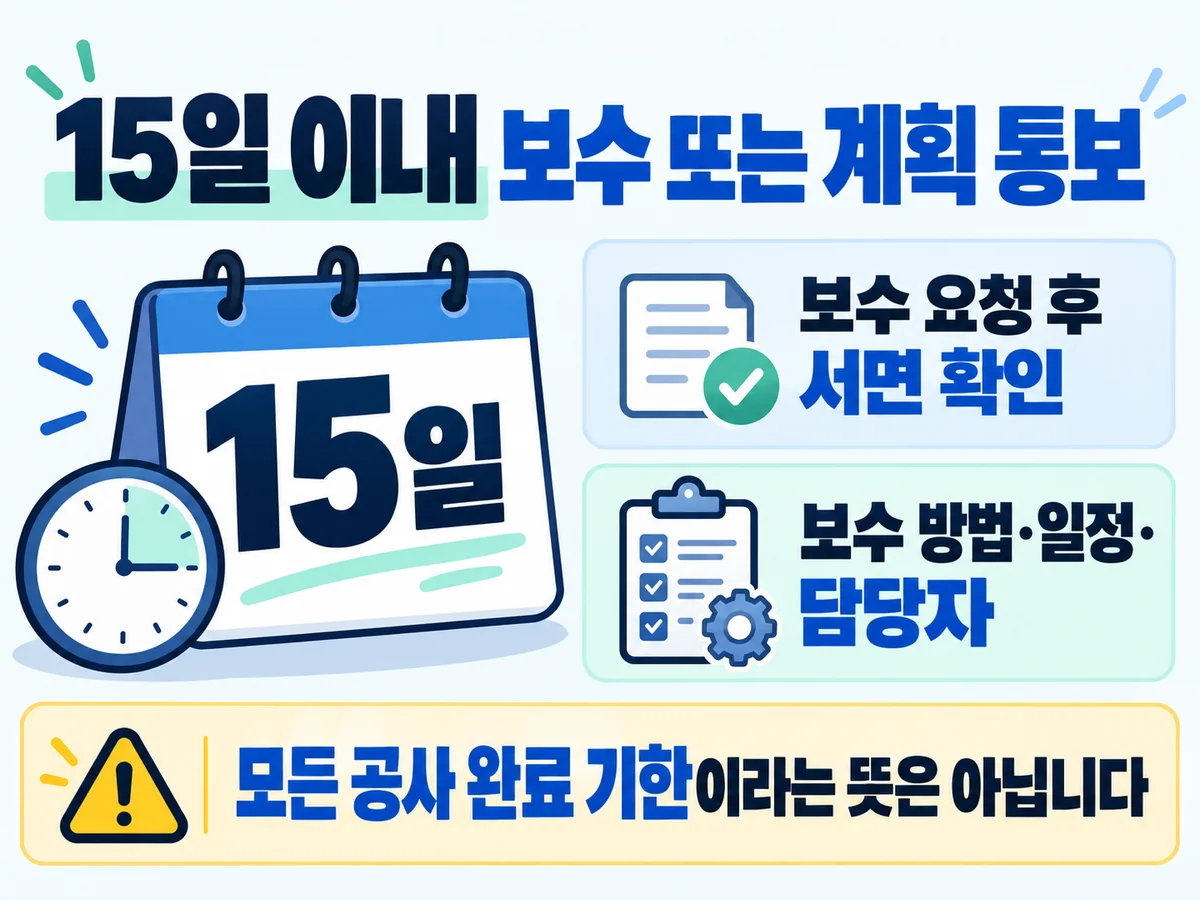 15일 이내 보수 또는 계획 통보
15일
보수 요청 후
서면 확인
보수 방법·일정·
담당자
모든 공사 완료 기한이라는 뜻은 아닙니다